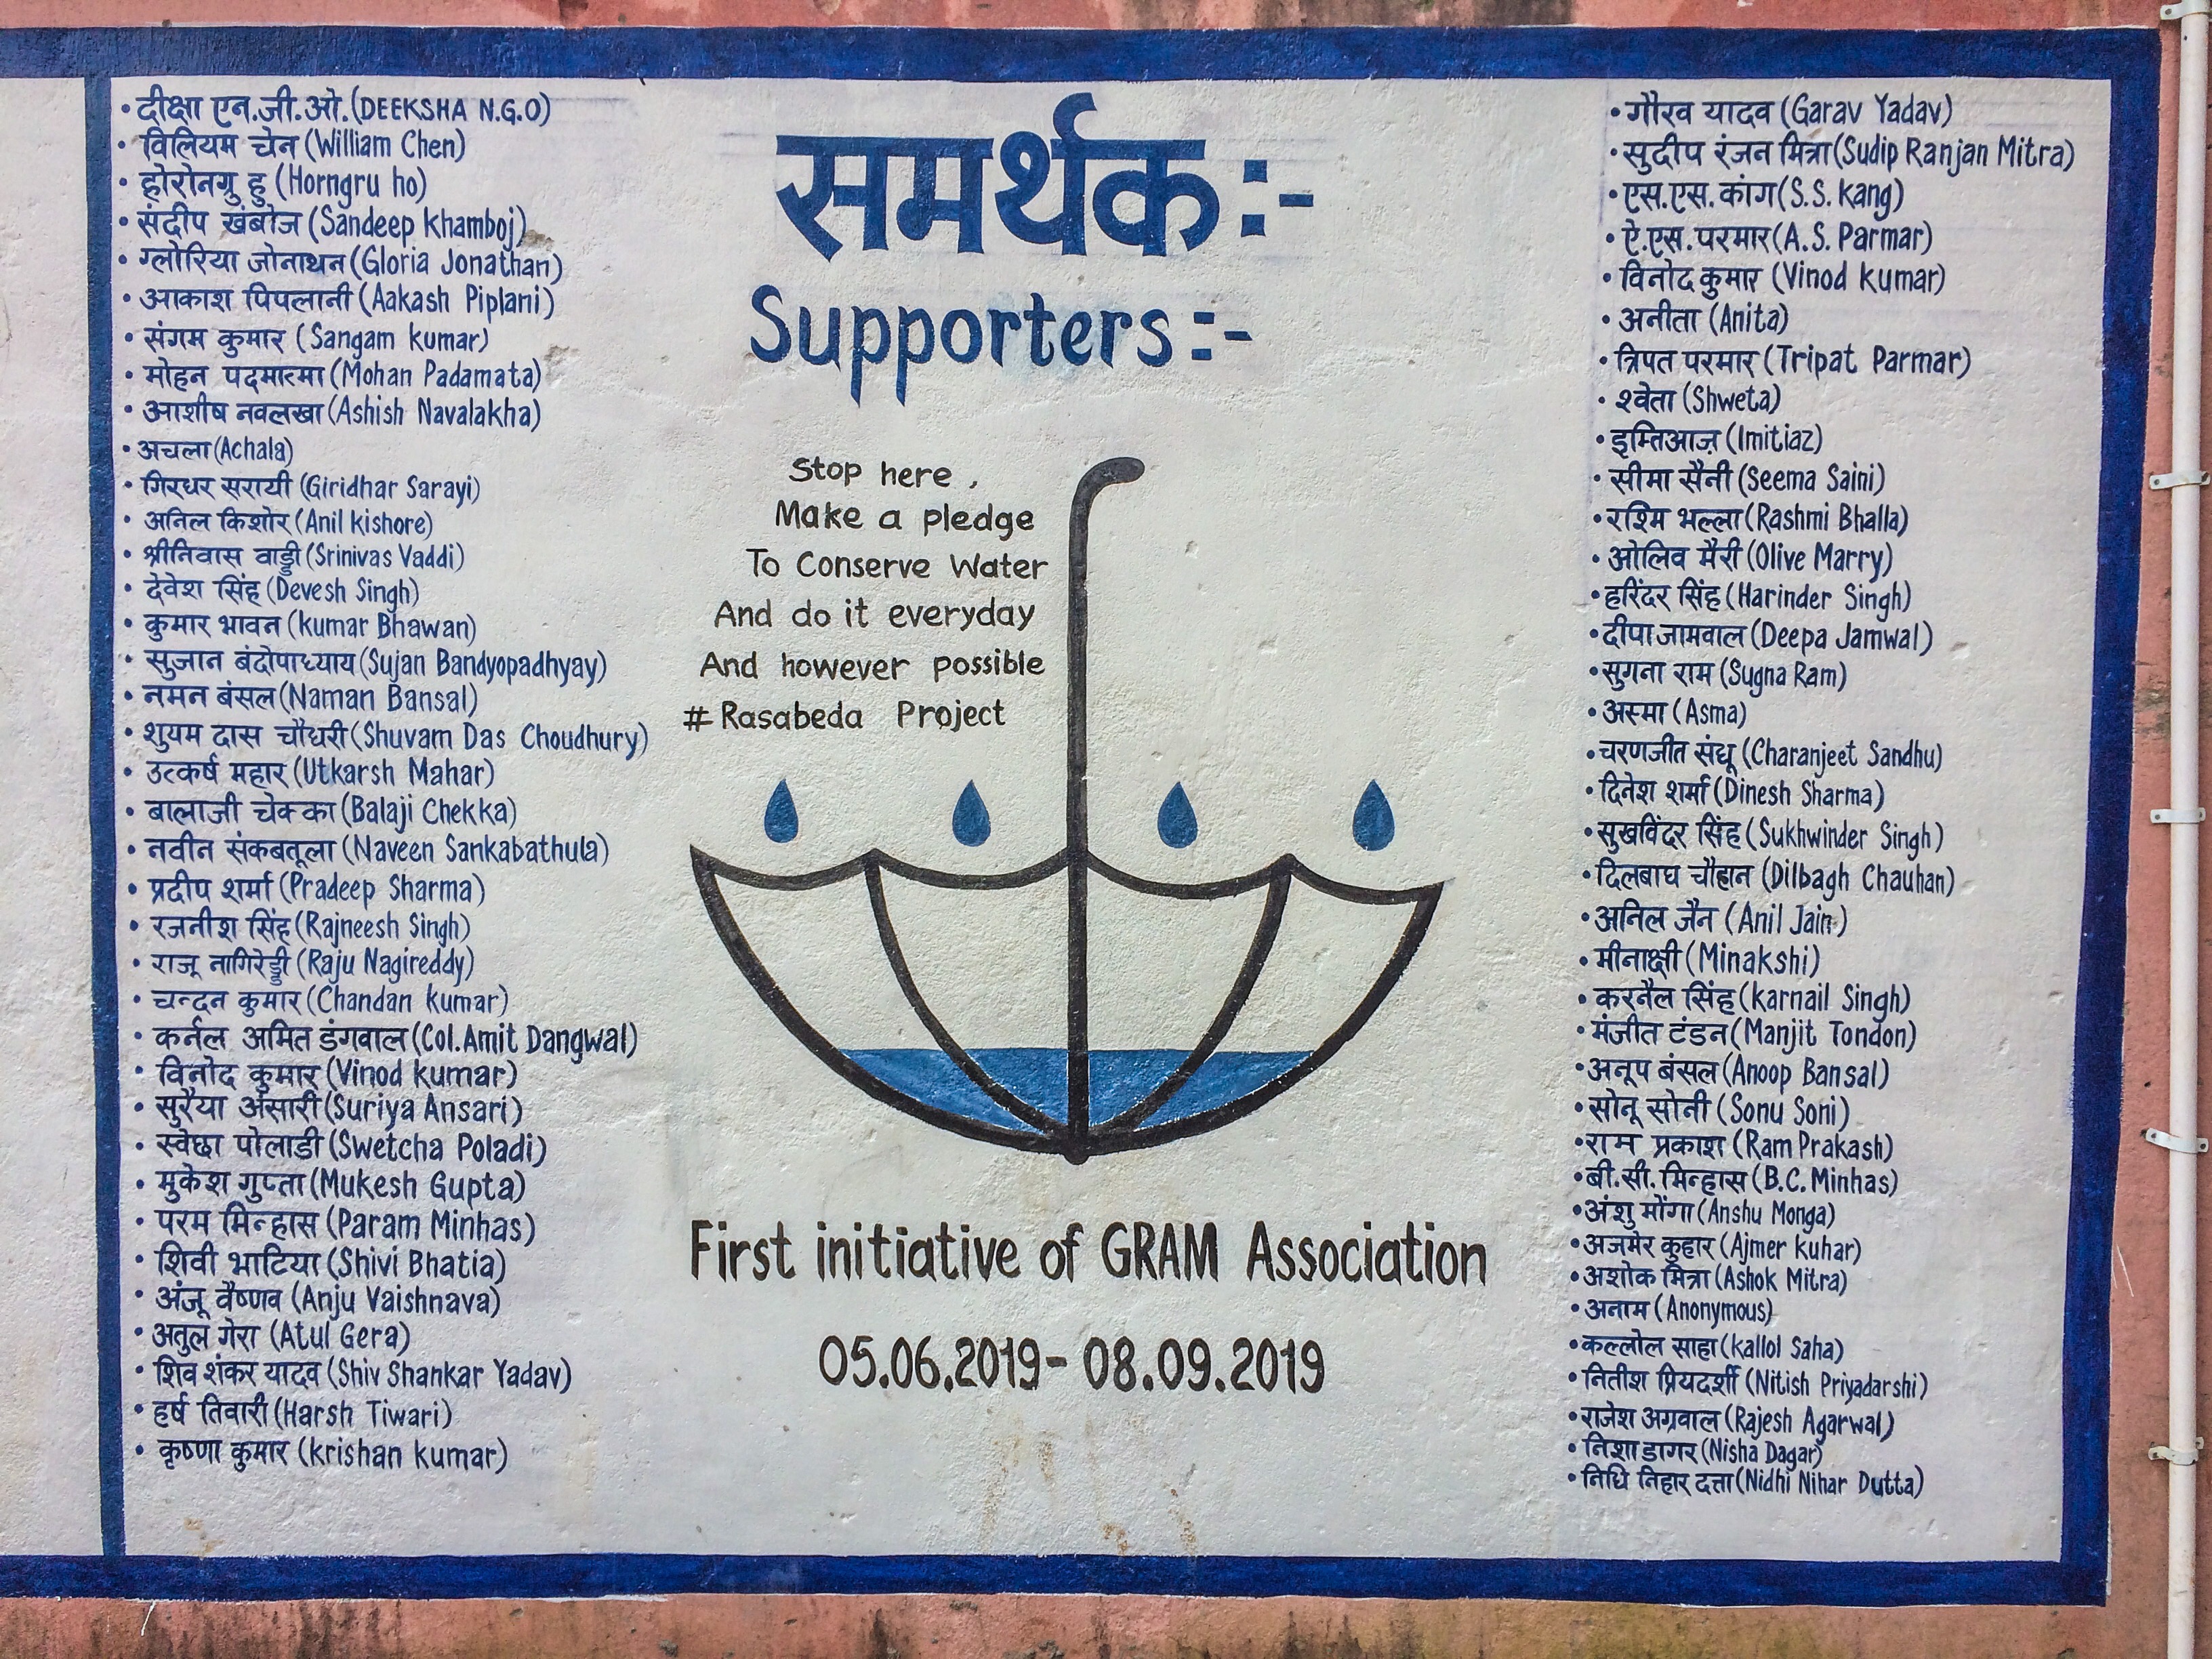 • दीक्षा एन.जी.ओ.(DEEKSHA N.G.O)
• विलियम चेन (William Chen)
• होरोनगु हु (Horngru ho)
• संदीप खंबोज (Sandeep Khamboj)
• ग्लोरिया जोनाथन (Gloria Jonathan)
• आकाश पिपलानी (Aakash Piplani)
• संगम कुमार (Sangam Kumar)
• मोहन पदमात्मा (Mohan Padamata)
• आशीष नवलखा (Ashish Navalakha)
• अचला (Achala)
• गिरधर सरायी (Giridhar Sarayi)
• अनिल किशोर (Anil Kishore)
• श्रीनिवास वाड्डी (Srinivas Vaddi)
• देवेश सिंह (Devesh Singh)
• कुमार भावन (Kumar Bhawan)
• सुजान बंदोपाध्याय (Sujan Bandyopadhyay)
• नमन बंसल (Naman Bansal)
• शुयम दास चौधरी (Shuvam Das Choudhury)
• उत्कर्ष महार (Utkarsh Mahar)
• बालाजी चेक्का (Balaji Chekka)
• नवीन संकबतूला (Naveen Sankabathula)
• प्रदीप शर्मा (Pradeep Sharma)
• रजनीश सिंह (Rajneesh Singh)
• राजू नागिरेड्डी (Raju Nagireddy)
• चन्दन कुमार (Chandan Kumar)
• कर्नल अमित डंगवाल (Col.Amit Dangwal)
• विनोद कुमार (Vinod Kumar)
• सुरैया अंसारी (Suriya Ansari)
• स्वेछा पोलाडी (Swetcha Poladi)
• मुकेश गुप्ता (Mukesh Gupta)
• परम मिन्हास (Param Minhas)
• शिवी भाटिया (Shivi Bhatia)
• अंजू वैष्णव (Anju Vaishnava)
• अतुल गेरा (Atul Gera)
• शिव शंकर यादव (Shiv Shankar Yadav)
• हर्ष तिवारी (Harsh Tiwari)
• कृष्णा कुमार (Krishan Kumar)
समर्थक :-
Supporters :-
Stop here,
Make a pledge
To Conserve Water
And do it everyday
And however possible
# Rasabeda Project
First initiative of GRAM Association
05.06.2019- 08.09.2019
• गौरव यादव (Garav Yadav)
• सुदीप रंजन मित्रा (Sudip Ranjan Mitra)
• एस.एस. कांग (S.S. Kang)
• ऐ.एस. परमार (A.S. Parmar)
• विनोद कुमार (Vinod Kumar)
• अनीता (Anita)
• त्रिपत परमार (Tripat Parmar)
• श्वेता (Shweta)
• इम्तिआज़ (Imitiaz)
• सीमा सैनी (Seema Saini)
• रश्मि भल्ला (Rashmi Bhalla)
• ओलिव मैरी (Olive Marry)
• हरिंदर सिंह (Harinder Singh)
• दीपा जामवाल (Deepa Jamwal)
• सुगना राम (Sugna Ram)
• अस्मा (Asma)
• चरणजीत संधू (Charanjeet Sandhu)
• दिनेश शर्मा (Dinesh Sharma)
• सुखविंदर सिंह (Sukhwinder Singh)
• दिलबाघ चौहान (Dilbagh Chauhan)
• अनिल जैन (Anil Jain)
• मीनाक्षी (Minakshi)
• करनैल सिंह (Karnail Singh)
• मंजीत टंडन (Manjit Tondon)
• अनूप बंसल (Anoop Bansal)
• सोनू सोनी (Sonu Soni)
• राम प्रकाश (Ram Prakash)
• बी.सी. मिन्हास (B.C. Minhas)
• अंशु मोंगा (Anshu Monga)
• अजमेर कुहार (Ajmer Kuhar)
• अशोक मित्रा (Ashok Mitra)
• अनाम (Anonymous)
• कल्लोल साहा (Kallol Saha)
• नितीश प्रियदर्शी (Nitish Priyadarshi)
• राजेश अग्रवाल (Rajesh Agarwal)
• निशा डागर (Nisha Dagar)
• निधि निहार दत्ता (Nidhi Nihar Dutta)